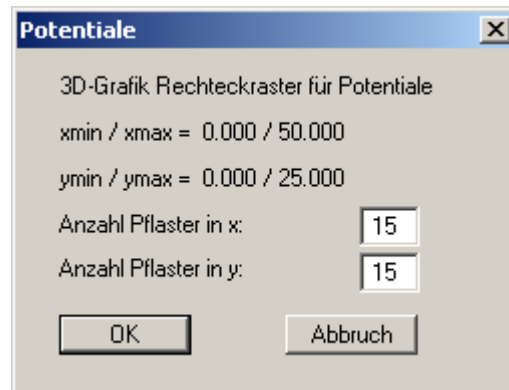 Potentiale
3D-Grafik Rechteckraster für Potentiale
xmin / xmax = 0.000 / 50.000
ymin / ymax = 0.000 / 25.000
Anzahl Pflaster in x: 15
Anzahl Pflaster in y: 15
OK Abbruch